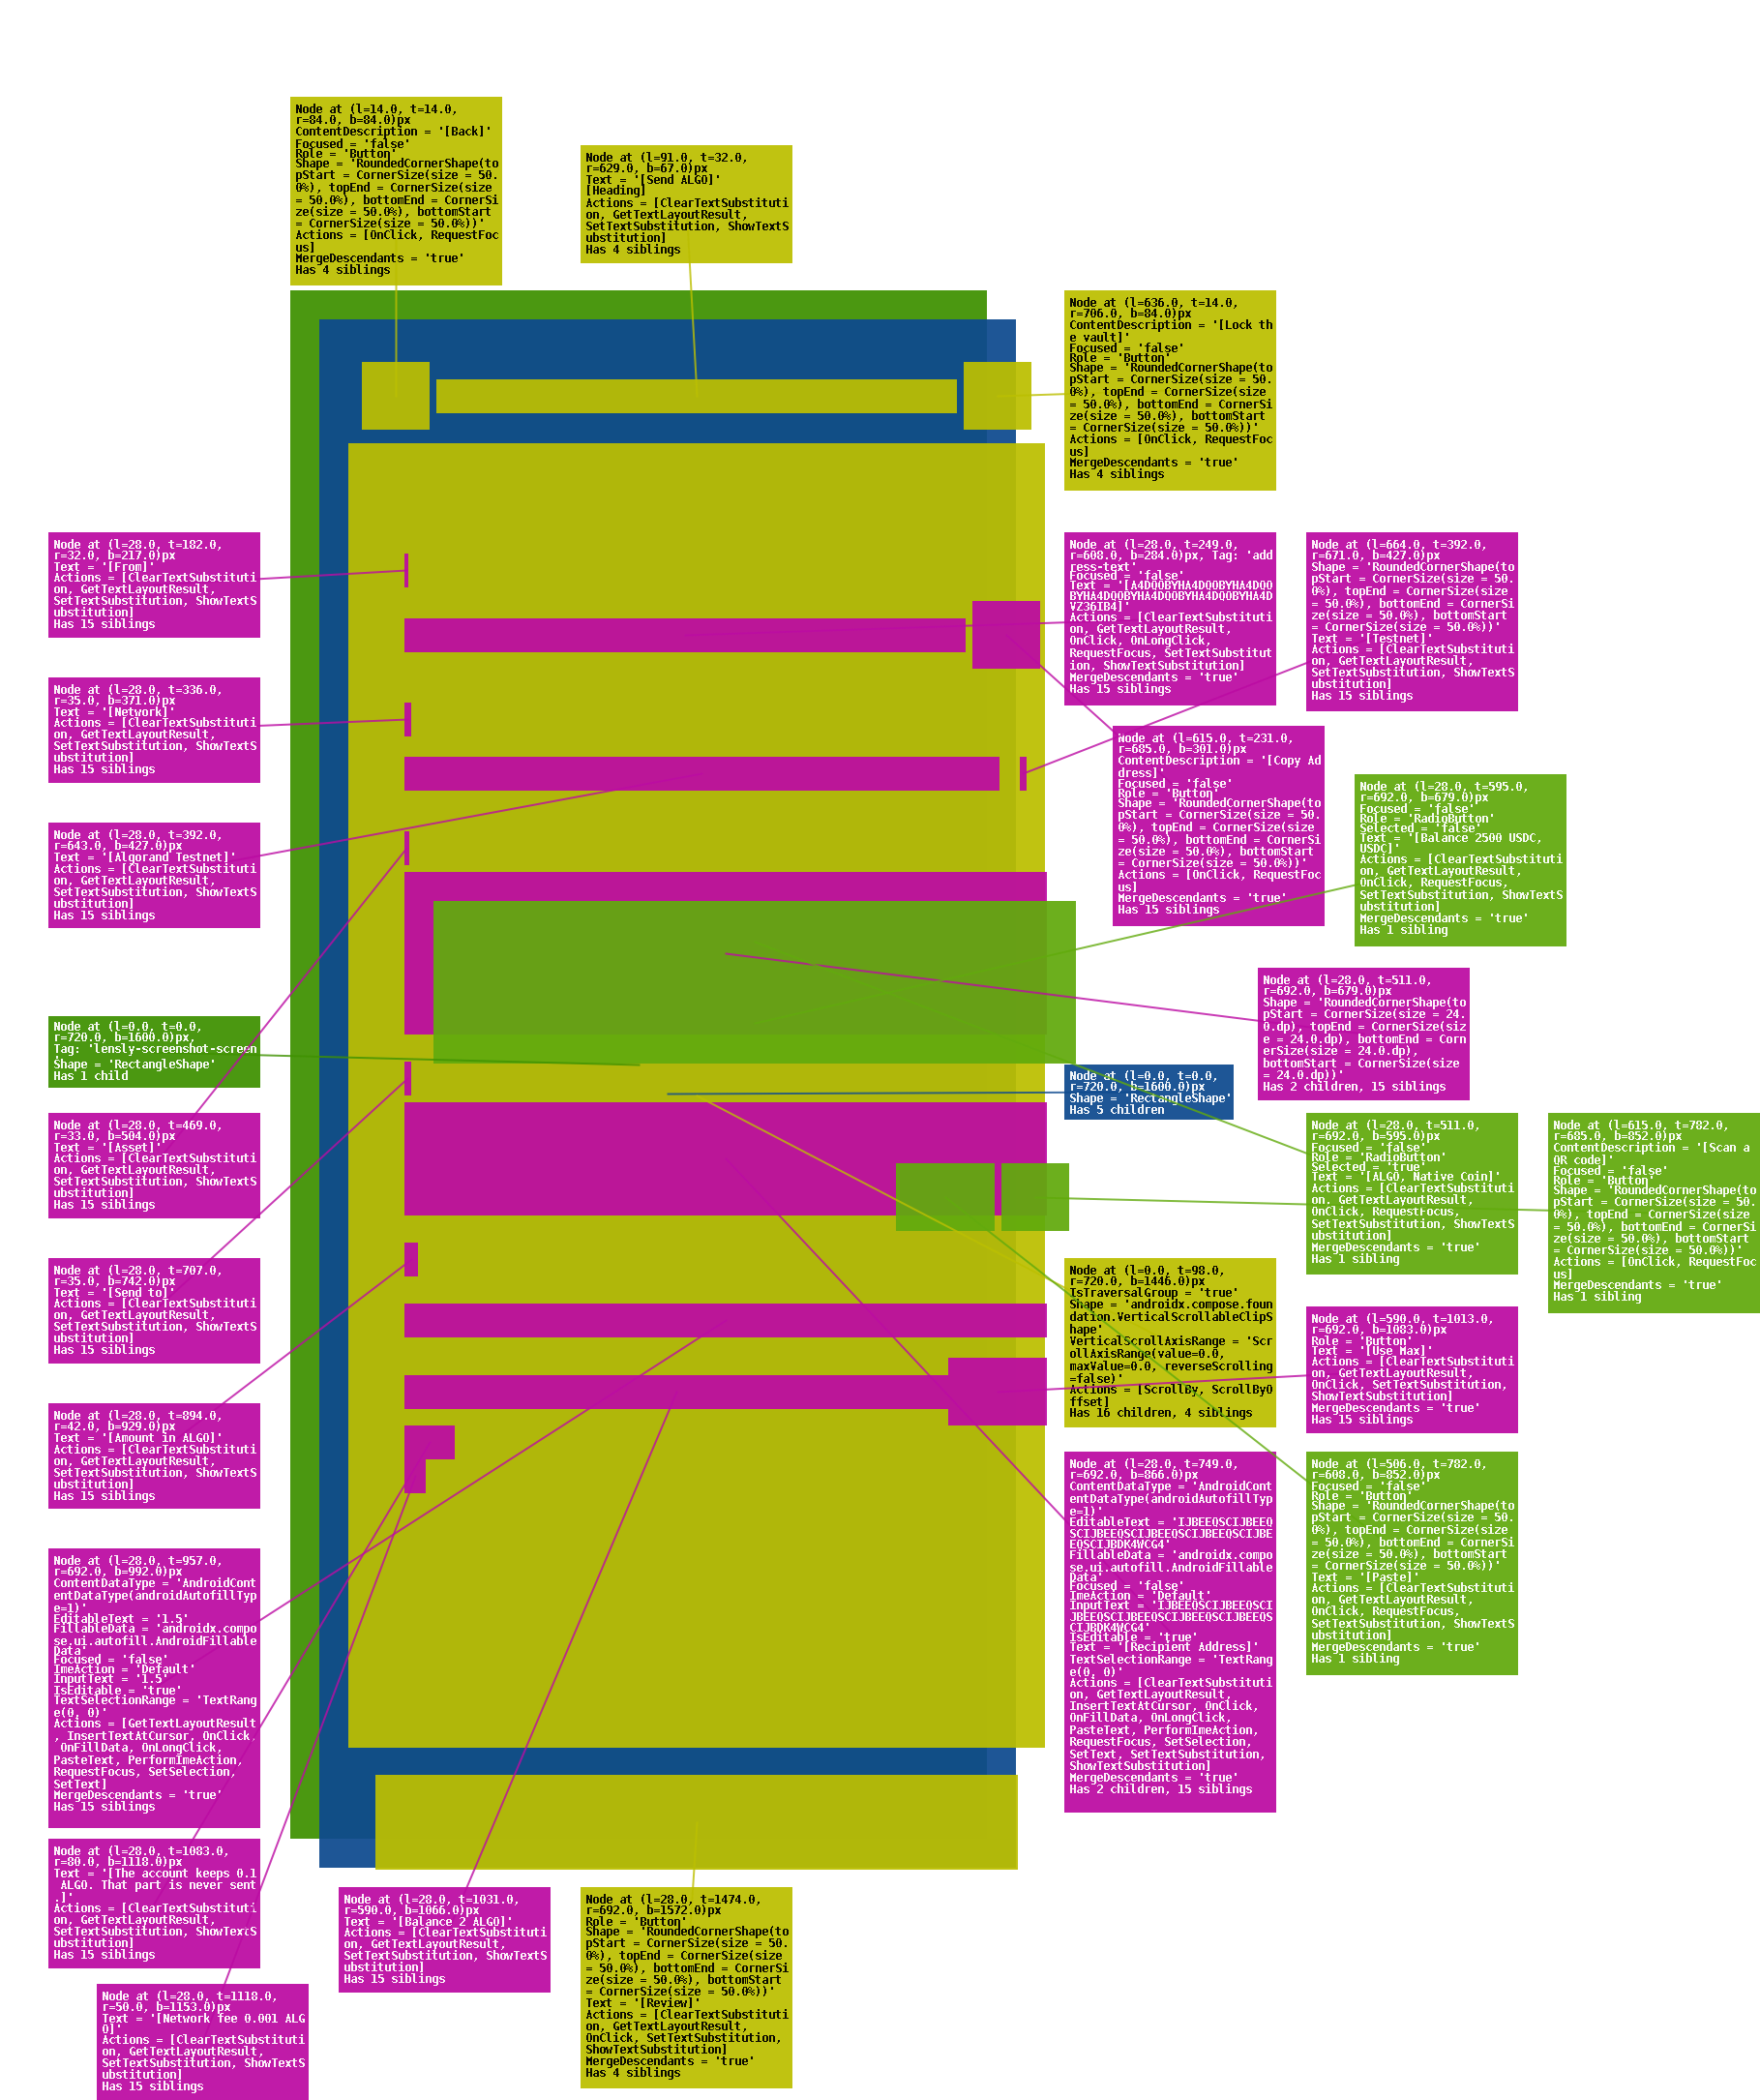 Node at (l=14.0, t=14.0,
r=84.0, b=84.0)px
ContentDescription = '[Back]'
Focused = 'false'
Role = 'Button'
Shape = 'RoundedCornerShape(to
pStart = CornerSize(size = 50.
0%), topEnd = CornerSize(size
= 50.0%), bottomEnd = CornerSi
ze(size = 50.0%), bottomStart
= CornerSize(size = 50.0%))'
Actions = [OnClick, RequestFoc
us]
MergeDescendants = 'true'
Has 4 siblings
Node at (l=91.0, t=32.0,
r=629.0, b=67.0)px
Text = '[Send ALGO]'
[Heading]
Actions = [ClearTextSubstituti
on, GetTextLayoutResult,
SetTextSubstitution, ShowTextS
ubstitution]
Has 4 siblings
Node at (l=636.0, t=14.0,
r=706.0, b=84.0)px
ContentDescription = '[Lock th
e vault]'
Focused = 'false'
Role = 'Button'
Shape = 'RoundedCornerShape(to
pStart = CornerSize(size = 50.
0%), topEnd = CornerSize(size
= 50.0%), bottomEnd = CornerSi
ze(size = 50.0%), bottomStart
= CornerSize(size = 50.0%))'
Actions = [OnClick, RequestFoc
us]
MergeDescendants = 'true'
Has 4 siblings
Node at (l=28.0, t=182.0,
r=32.0, b=217.0)px
Text = '[From]'
Actions = [ClearTextSubstituti
on, GetTextLayoutResult,
SetTextSubstitution, ShowTextS
ubstitution]
Has 15 siblings
Node at (l=28.0, t=249.0,
r=608.0, b=284.0)px, Tag: 'add
ress-text'
Focused = 'false'
Text = '[A4DQOBYHA4DQOBYHA4DQO
BYHA4DQOBYHA4DQOBYHA4DQOBYHA4D
VZ36IB4]'
Actions = [ClearTextSubstituti
on, GetTextLayoutResult,
OnClick, OnLongClick,
RequestFocus, SetTextSubstitut
ion, ShowTextSubstitution]
MergeDescendants = 'true'
Has 15 siblings
Node at (l=664.0, t=392.0,
r=671.0, b=427.0)px
Shape = 'RoundedCornerShape(to
pStart = CornerSize(size = 50.
0%), topEnd = CornerSize(size
= 50.0%), bottomEnd = CornerSi
ze(size = 50.0%), bottomStart
= CornerSize(size = 50.0%))'
Text = '[Testnet]'
Actions = [ClearTextSubstituti
on, GetTextLayoutResult,
SetTextSubstitution, ShowTextS
ubstitution]
Has 15 siblings
Node at (l=28.0, t=336.0,
r=35.0, b=371.0)px
Text = '[Network]'
Actions = [ClearTextSubstituti
on, GetTextLayoutResult,
SetTextSubstitution, ShowTextS
ubstitution]
Has 15 siblings
Node at (l=615.0, t=231.0,
r=685.0, b=301.0)px
ContentDescription = '[Copy Ad
dress]'
Focused = 'false'
Role = 'Button'
Shape = 'RoundedCornerShape(to
pStart = CornerSize(size = 50.
0%), topEnd = CornerSize(size
= 50.0%), bottomEnd = CornerSi
ze(size = 50.0%), bottomStart
= CornerSize(size = 50.0%))'
Actions = [OnClick, RequestFoc
us]
MergeDescendants = 'true'
Has 15 siblings
Node at (l=28.0, t=595.0,
r=692.0, b=679.0)px
Focused = 'false'
Role = 'RadioButton'
Selected = 'false'
Text = '[Balance 2500 USDC,
USDC]'
Actions = [ClearTextSubstituti
on, GetTextLayoutResult,
OnClick, RequestFocus,
SetTextSubstitution, ShowTextS
ubstitution]
MergeDescendants = 'true'
Has 1 sibling
Node at (l=28.0, t=392.0,
r=643.0, b=427.0)px
Text = '[Algorand Testnet]'
Actions = [ClearTextSubstituti
on, GetTextLayoutResult,
SetTextSubstitution, ShowTextS
ubstitution]
Has 15 siblings
Node at (l=28.0, t=511.0,
r=692.0, b=679.0)px
Shape = 'RoundedCornerShape(to
pStart = CornerSize(size = 24.
0.dp), topEnd = CornerSize(siz
e = 24.0.dp), bottomEnd = Corn
erSize(size = 24.0.dp),
bottomStart = CornerSize(size
= 24.0.dp))'
Has 2 children, 15 siblings
Node at (l=0.0, t=0.0,
r=720.0, b=1600.0)px,
Tag: 'lensly-screenshot-screen
'
Shape = 'RectangleShape'
Has 1 child
Node at (l=0.0, t=0.0,
r=720.0, b=1600.0)px
Shape = 'RectangleShape'
Has 5 children
Node at (l=28.0, t=469.0,
r=33.0, b=504.0)px
Text = '[Asset]'
Actions = [ClearTextSubstituti
on, GetTextLayoutResult,
SetTextSubstitution, ShowTextS
ubstitution]
Has 15 siblings
Node at (l=28.0, t=511.0,
r=692.0, b=595.0)px
Focused = 'false'
Role = 'RadioButton'
Selected = 'true'
Text = '[ALGO, Native Coin]'
Actions = [ClearTextSubstituti
on, GetTextLayoutResult,
OnClick, RequestFocus,
SetTextSubstitution, ShowTextS
ubstitution]
MergeDescendants = 'true'
Has 1 sibling
Node at (l=615.0, t=782.0,
r=685.0, b=852.0)px
ContentDescription = '[Scan a
QR code]'
Focused = 'false'
Role = 'Button'
Shape = 'RoundedCornerShape(to
pStart = CornerSize(size = 50.
0%), topEnd = CornerSize(size
= 50.0%), bottomEnd = CornerSi
ze(size = 50.0%), bottomStart
= CornerSize(size = 50.0%))'
Actions = [OnClick, RequestFoc
us]
MergeDescendants = 'true'
Has 1 sibling
Node at (l=28.0, t=707.0,
r=35.0, b=742.0)px
Text = '[Send to]'
Actions = [ClearTextSubstituti
on, GetTextLayoutResult,
SetTextSubstitution, ShowTextS
ubstitution]
Has 15 siblings
Node at (l=0.0, t=98.0,
r=720.0, b=1446.0)px
IsTraversalGroup = 'true'
Shape = 'androidx.compose.foun
dation.VerticalScrollableClipS
hape'
VerticalScrollAxisRange = 'Scr
ollAxisRange(value=0.0,
maxValue=0.0, reverseScrolling
=false)'
Actions = [ScrollBy, ScrollByO
ffset]
Has 16 children, 4 siblings
Node at (l=590.0, t=1013.0,
r=692.0, b=1083.0)px
Role = 'Button'
Text = '[Use Max]'
Actions = [ClearTextSubstituti
on, GetTextLayoutResult,
OnClick, SetTextSubstitution,
ShowTextSubstitution]
MergeDescendants = 'true'
Has 15 siblings
Node at (l=28.0, t=894.0,
r=42.0, b=929.0)px
Text = '[Amount in ALGO]'
Actions = [ClearTextSubstituti
on, GetTextLayoutResult,
SetTextSubstitution, ShowTextS
ubstitution]
Has 15 siblings
Node at (l=28.0, t=749.0,
r=692.0, b=866.0)px
ContentDataType = 'AndroidCont
entDataType(androidAutofillTyp
e=1)'
EditableText = 'IJBEEQSCIJBEEQ
SCIJBEEQSCIJBEEQSCIJBEEQSCIJBE
EQSCIJBDK4WCG4'
FillableData = 'androidx.compo
se.ui.autofill.AndroidFillable
Data'
Focused = 'false'
ImeAction = 'Default'
InputText = 'IJBEEQSCIJBEEQSCI
JBEEQSCIJBEEQSCIJBEEQSCIJBEEQS
CIJBDK4WCG4'
IsEditable = 'true'
Text = '[Recipient Address]'
TextSelectionRange = 'TextRang
e(0, 0)'
Actions = [ClearTextSubstituti
on, GetTextLayoutResult,
InsertTextAtCursor, OnClick,
OnFillData, OnLongClick,
PasteText, PerformImeAction,
RequestFocus, SetSelection,
SetText, SetTextSubstitution,
ShowTextSubstitution]
MergeDescendants = 'true'
Has 2 children, 15 siblings
Node at (l=506.0, t=782.0,
r=608.0, b=852.0)px
Focused = 'false'
Role = 'Button'
Shape = 'RoundedCornerShape(to
pStart = CornerSize(size = 50.
0%), topEnd = CornerSize(size
= 50.0%), bottomEnd = CornerSi
ze(size = 50.0%), bottomStart
= CornerSize(size = 50.0%))'
Text = '[Paste]'
Actions = [ClearTextSubstituti
on, GetTextLayoutResult,
OnClick, RequestFocus,
SetTextSubstitution, ShowTextS
ubstitution]
MergeDescendants = 'true'
Has 1 sibling
Node at (l=28.0, t=957.0,
r=692.0, b=992.0)px
ContentDataType = 'AndroidCont
entDataType(androidAutofillTyp
e=1)'
EditableText = '1.5'
FillableData = 'androidx.compo
se.ui.autofill.AndroidFillable
Data'
Focused = 'false'
ImeAction = 'Default'
InputText = '1.5'
IsEditable = 'true'
TextSelectionRange = 'TextRang
e(0, 0)'
Actions = [GetTextLayoutResult
, InsertTextAtCursor, OnClick,
OnFillData, OnLongClick,
PasteText, PerformImeAction,
RequestFocus, SetSelection,
SetText]
MergeDescendants = 'true'
Has 15 siblings
Node at (l=28.0, t=1083.0,
r=80.0, b=1118.0)px
Text = '[The account keeps 0.1
ALGO. That part is never sent
.]'
Actions = [ClearTextSubstituti
on, GetTextLayoutResult,
SetTextSubstitution, ShowTextS
ubstitution]
Has 15 siblings
Node at (l=28.0, t=1031.0,
r=590.0, b=1066.0)px
Text = '[Balance 2 ALGO]'
Actions = [ClearTextSubstituti
on, GetTextLayoutResult,
SetTextSubstitution, ShowTextS
ubstitution]
Has 15 siblings
Node at (l=28.0, t=1474.0,
r=692.0, b=1572.0)px
Role = 'Button'
Shape = 'RoundedCornerShape(to
pStart = CornerSize(size = 50.
0%), topEnd = CornerSize(size
= 50.0%), bottomEnd = CornerSi
ze(size = 50.0%), bottomStart
= CornerSize(size = 50.0%))'
Text = '[Review]'
Actions = [ClearTextSubstituti
on, GetTextLayoutResult,
OnClick, SetTextSubstitution,
ShowTextSubstitution]
MergeDescendants = 'true'
Has 4 siblings
Node at (l=28.0, t=1118.0,
r=50.0, b=1153.0)px
Text = '[Network fee 0.001 ALG
O]'
Actions = [ClearTextSubstituti
on, GetTextLayoutResult,
SetTextSubstitution, ShowTextS
ubstitution]
Has 15 siblings